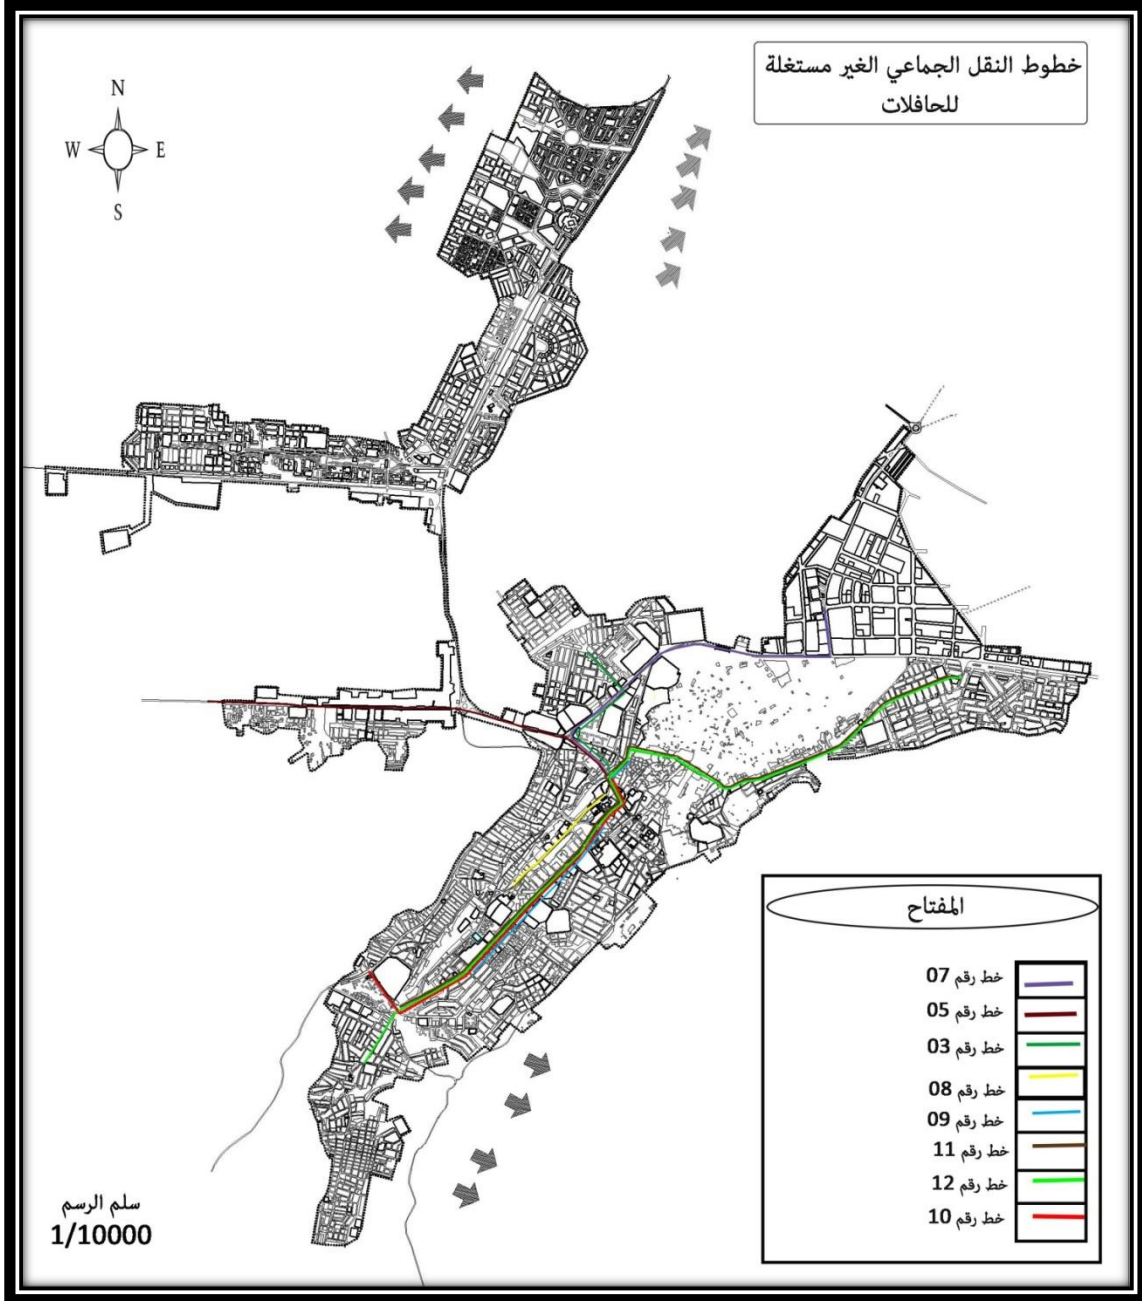 خطوط النقل الجماعي الغير مستغلة
للحافلات
N
W E
S
المفتاح
خط رقم 07
خط رقم 05
خط رقم 03
خط رقم 08
خط رقم 09
خط رقم 11
خط رقم 12
خط رقم 10
سلم الرسم
1/10000